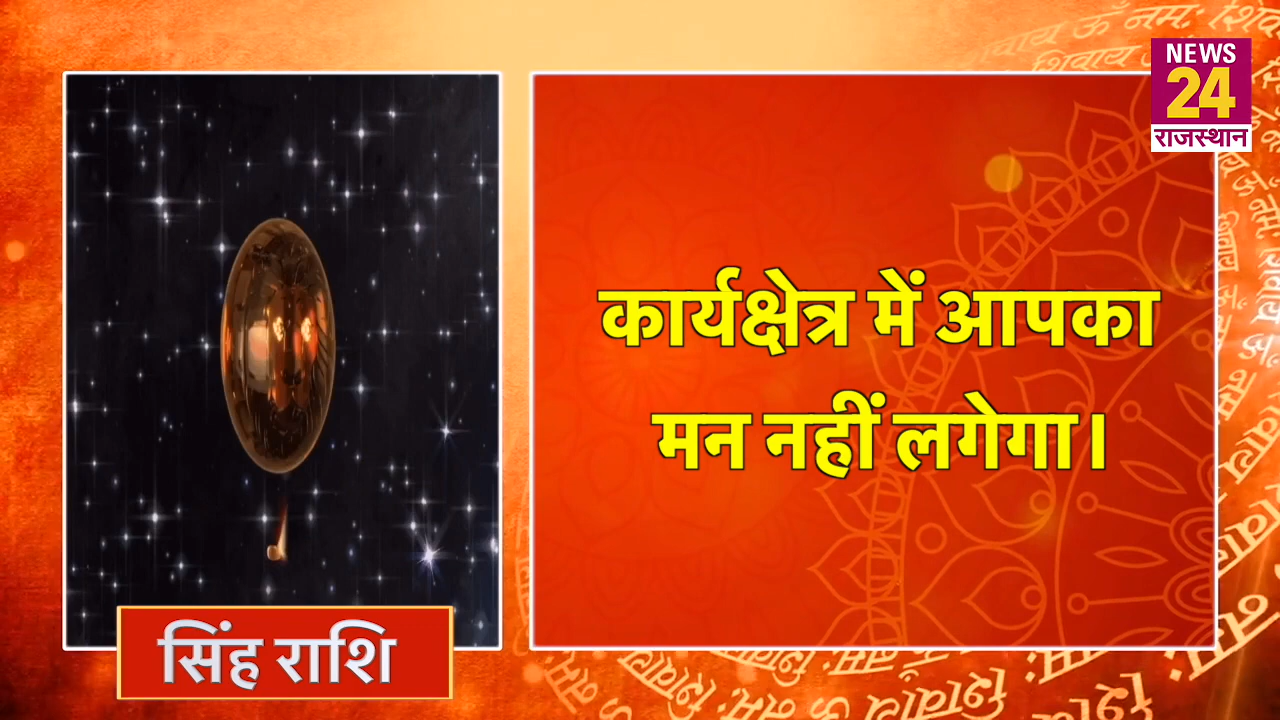 NEWS
24
राजस्थान
कार्यक्षेत्र में आपका
मन नहीं लगेगा।
सिंह राशि